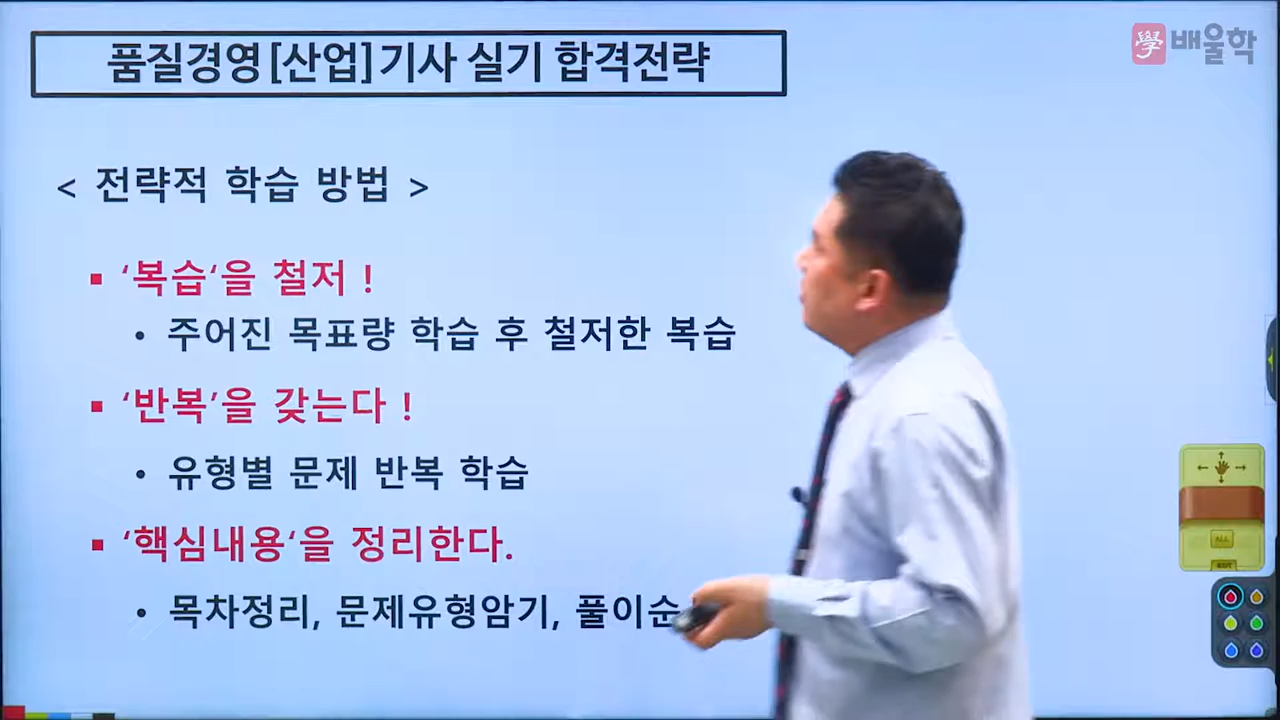 품질경영[산업]기사 실기 합격전략
學 배울학
< 전략적 학습 방법 >
▪ ‘복습‘을 철저 !
• 주어진 목표량 학습 후 철저한 복습
▪ ‘반복’을 갖는다 !
• 유형별 문제 반복 학습
▪ ‘핵심내용‘을 정리한다.
• 목차정리, 문제유형암기, 풀이순
ALL
EXIT